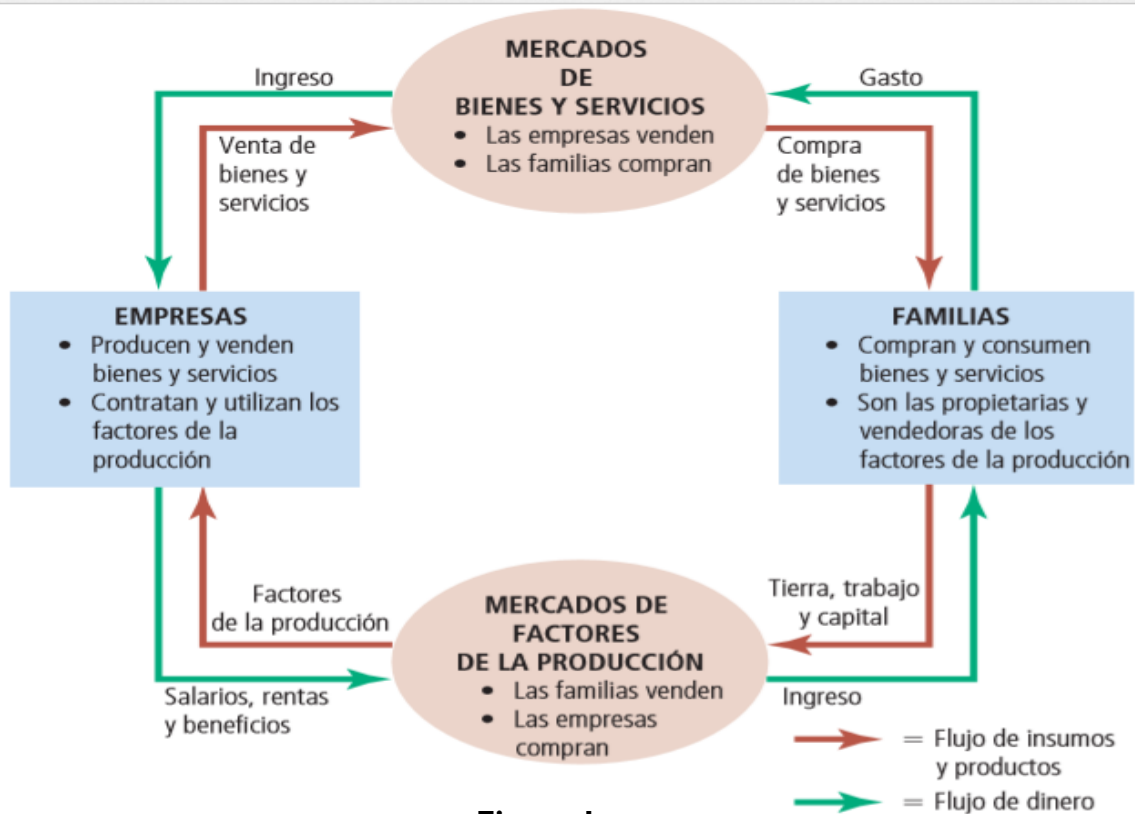 MERCADOS
DE
BIENES Y SERVICIOS
• Las empresas venden
• Las familias compran
Ingreso
Gasto
Venta de
bienes y
servicios
Compra
de bienes
y servicios
EMPRESAS
• Producen y venden
bienes y servicios
• Contratan y utilizan los
factores de la
producción
FAMILIAS
• Compran y consumen
bienes y servicios
• Son las propietarias y
vendedoras de los
factores de la producción
Factores
de la producción
Tierra, trabajo
y capital
MERCADOS DE
FACTORES
DE LA PRODUCCIÓN
• Las familias venden
• Las empresas
compran
Salarios, rentas
y beneficios
Ingreso
= Flujo de insumos
y productos
= Flujo de dinero